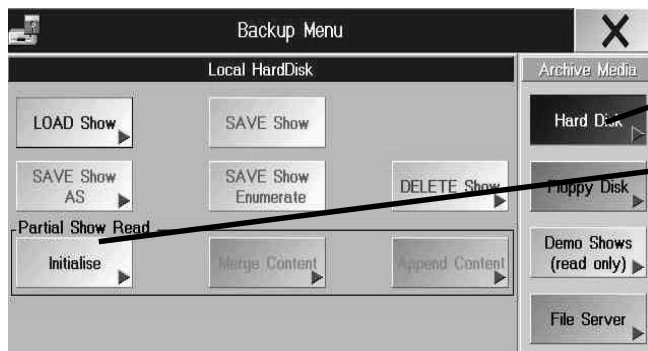 Backup Menu
Local HardDisk
Archive Media
LOAD Show
SAVE Show
Hard Disk
SAVE Show
AS
SAVE Show
Enumerate
DELETE Show
Floppy Disk
Partial Show Read
Initialise
Merge Content
Append Content
Demo Shows
(read only)
File Server